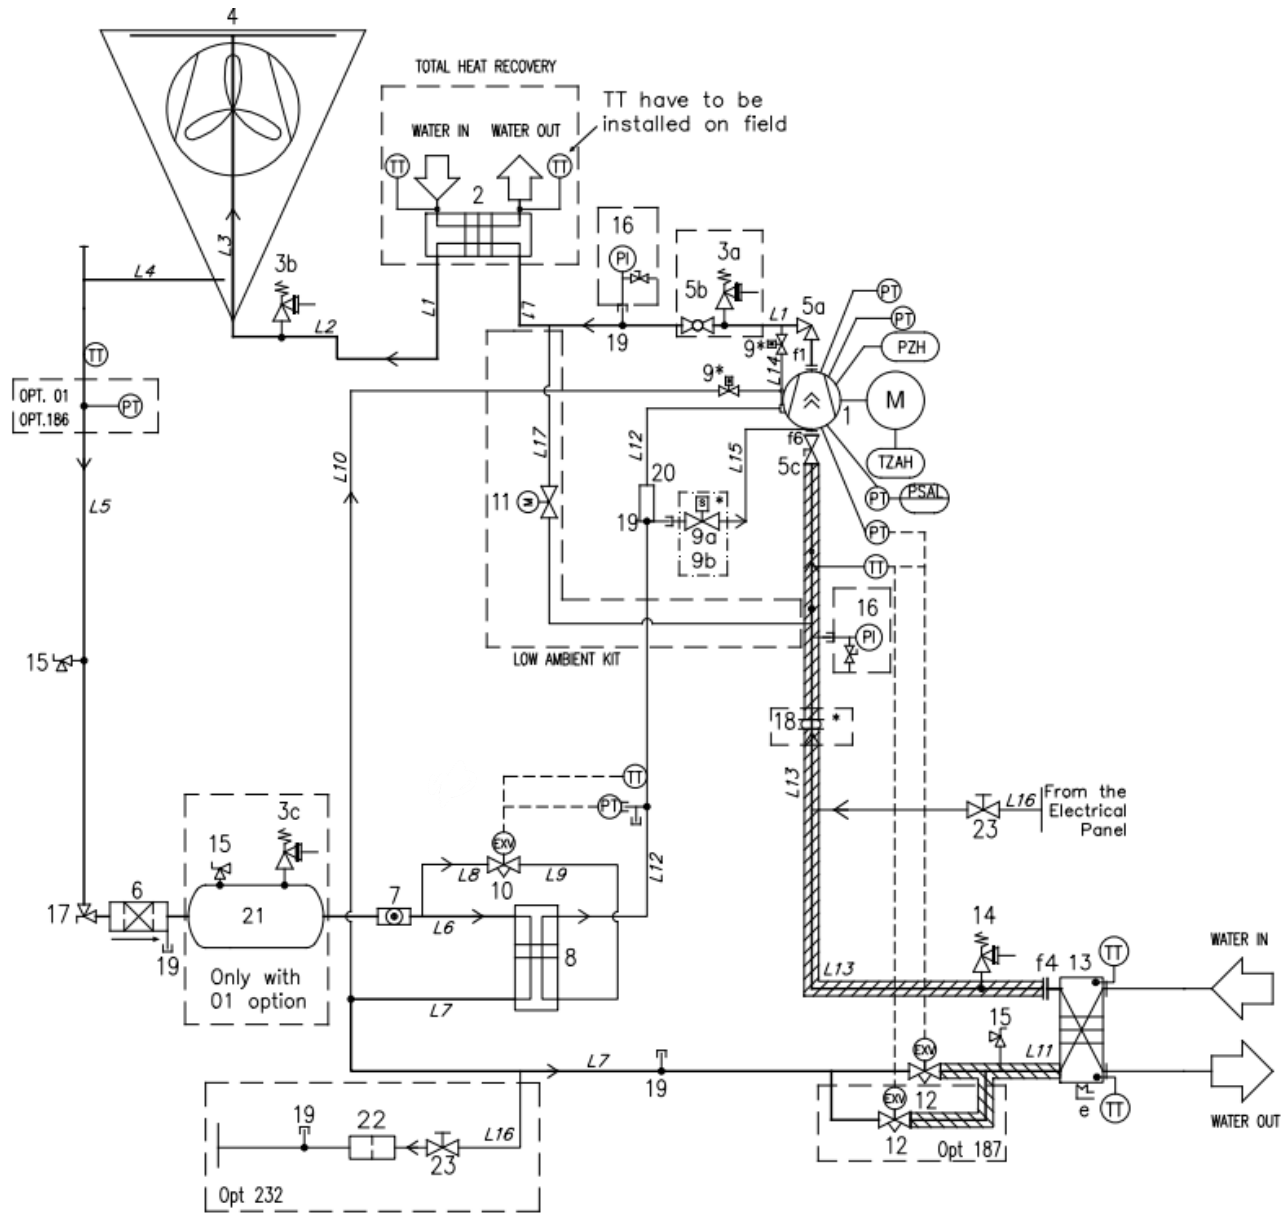 4
TOTAL HEAT RECOVERY
TT have to be
installed on field
WATER IN
WATER OUT
TT
TT
2
16
PI
3a
5b
5a
L1
PT
PT
PZH
M
1
TZAH
PT
PSAL
PT
TT
3b
L3
L4
L2
L1
L1
19
9*
f1
L14
9*
TT
OPT. 01
OPT.186
PT
L5
L10
L17
L12
L15
f6
5c
20
11
M
19
S
*
9a
9b
16
PI
LOW AMBIENT KIT
15
18
*
L13
TT
PT
L16
From the
Electrical
Panel
23
3c
15
EXV
L8
L9
10
L12
6
17
21
7
L6
8
19
Only with
01 option
L7
14
L13
f4
13
TT
WATER IN
15
L11
L7
19
EXV
12
EXV
12
e
TT
WATER OUT
Opt 187
19
22
23
L16
Opt 232